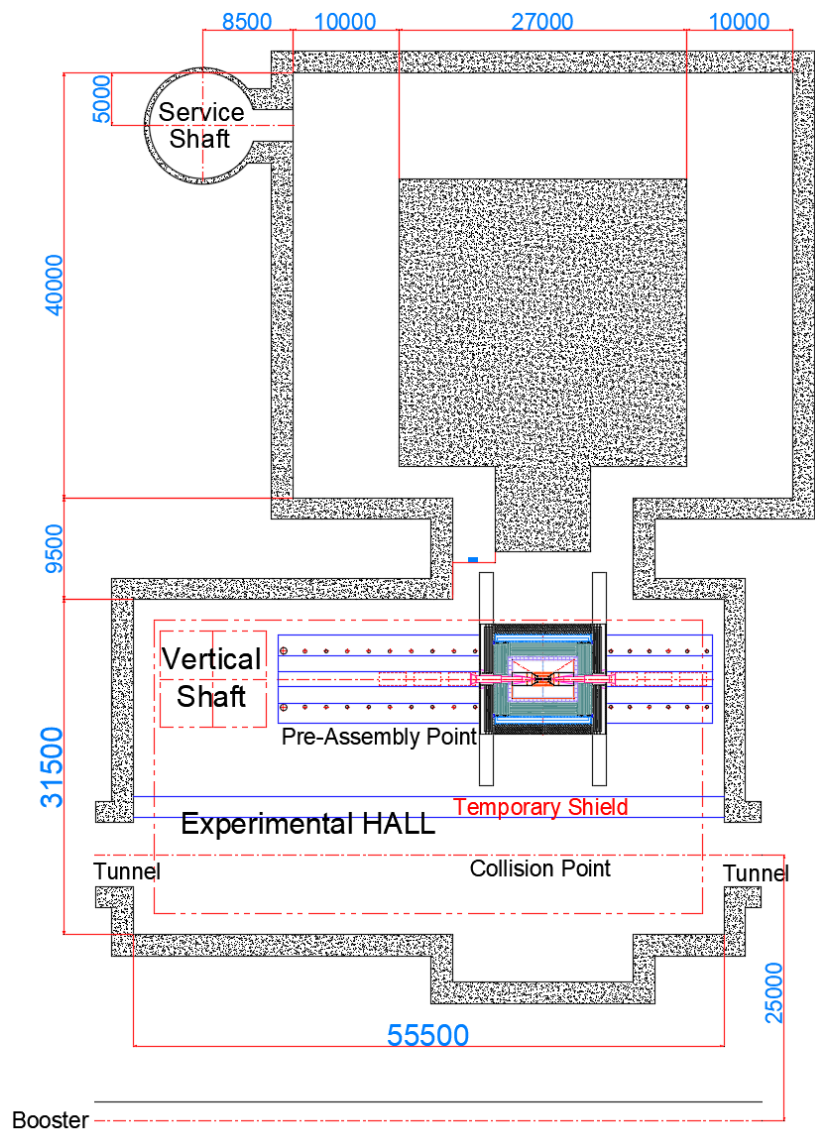 8500 10000 27000 10000
5000
Service
Shaft
40000
9500
Vertical
Shaft
Pre-Assembly Point
31500
Temporary Shield
Experimental HALL
Tunnel
Collision Point
Tunnel
25000
55500
Booster